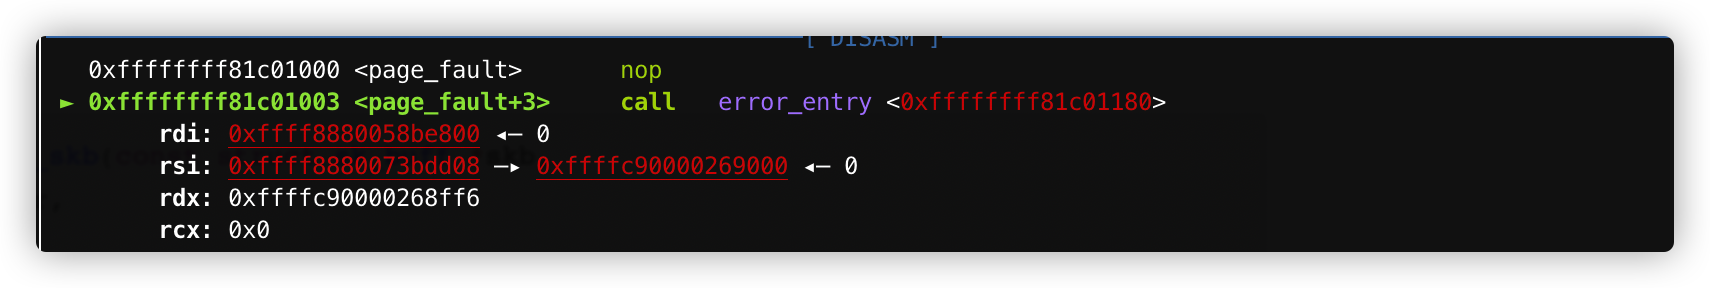 [ DISASM ]
0xffffffff81c01000 <page_fault> nop
► 0xffffffff81c01003 <page_fault+3> call error_entry <0xffffffff81c01180>
rdi: 0xffff8880058be800 ◂— 0
rsi: 0xffff8880073bdd08 —▸ 0xffffc90000269000 ◂— 0
rdx: 0xffffc90000268ff6
rcx: 0x0